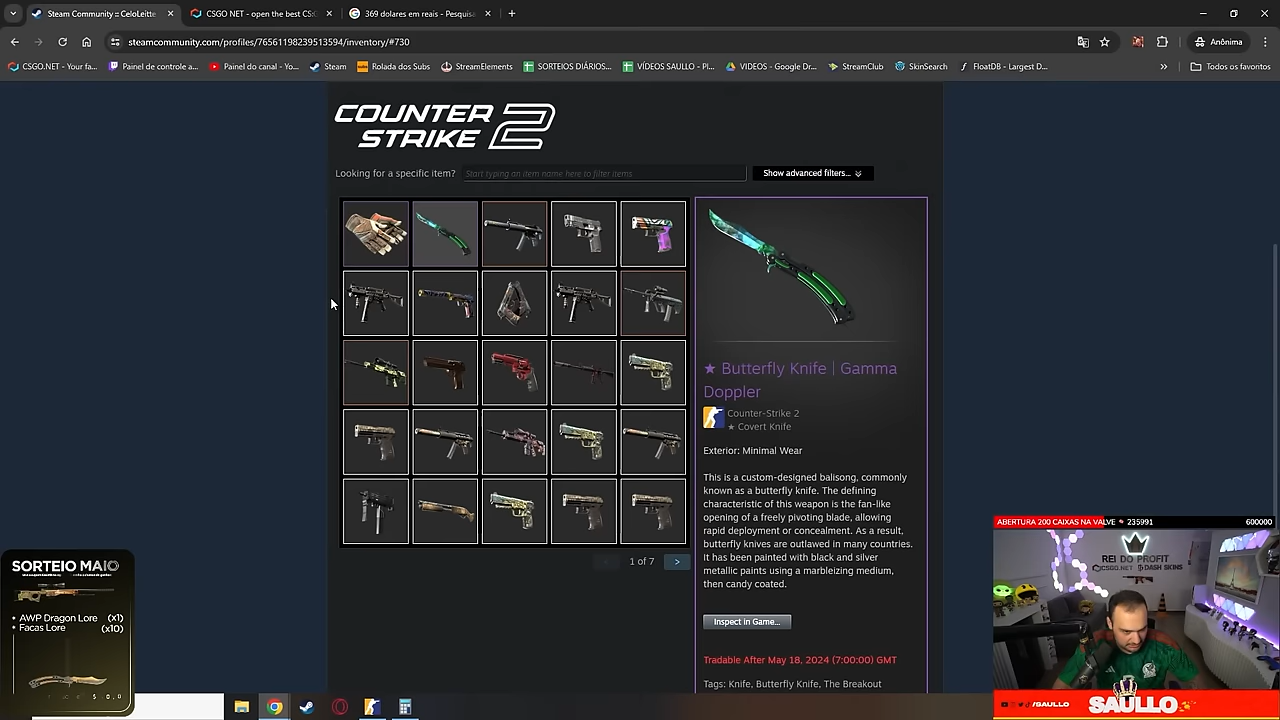 Steam Community :: CeloLeitte
CSGO NET - open the best CS:
369 dolares em reais - Pesquisa
steamcommunity.com/profiles/76561198239513594/inventory/#730
Anônima
CSGO.NET - Your fa...
Painel de controle a...
Painel do canal - Yo...
Steam
Rolada dos Subs
StreamElements
SORTEIOS DIÁRIOS...
VÍDEOS SAULLO - Pl...
VIDEOS - Google Dr...
StreamClub
SkinSearch
FloatDB - Largest D...
Todos os favoritos
COUNTER
STRIKE 2
Looking for a specific item?
Start typing an item name here to filter items
Show advanced filters...
★ Butterfly Knife | Gamma
Doppler
Counter-Strike 2
★ Covert Knife
Exterior: Minimal Wear
This is a custom-designed balisong, commonly
known as a butterfly knife. The defining
characteristic of this weapon is the fan-like
opening of a freely pivoting blade, allowing
rapid deployment or concealment. As a result,
butterfly knives are outlawed in many countries.
It has been painted with black and silver
metallic paints using a marbleizing medium,
then candy coated.
1 of 7
>
Inspect in Game...
Tradable After May 18, 2024 (7:00:00) GMT
Tags: Knife, Butterfly Knife, The Breakout
SORTEIO MAIO
• AWP Dragon Lore (x1)
• Facas Lore (x10)
ABERTURA 200 CAIXAS NA VALVE 235991
600000
REI DO PROFIT
CSGO.NET DASH SKINS
/SAULLO
SAULLO